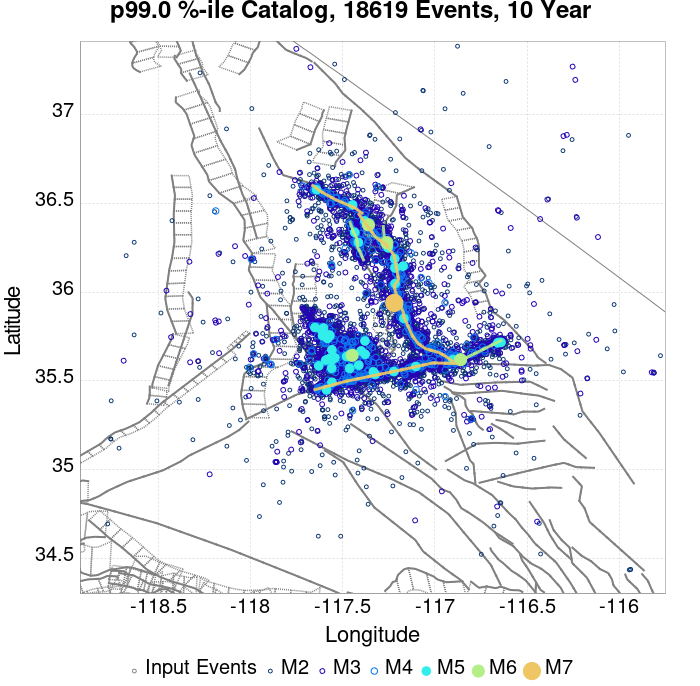 p99.0 %-ile Catalog, 18619 Events, 10 Year
37
36.5
36
35.5
35
34.5
Latitude
-118.5 -118 -117.5 -117 -116.5 -116
Longitude
Input Events M2 M3 M4 M5 M6 M7